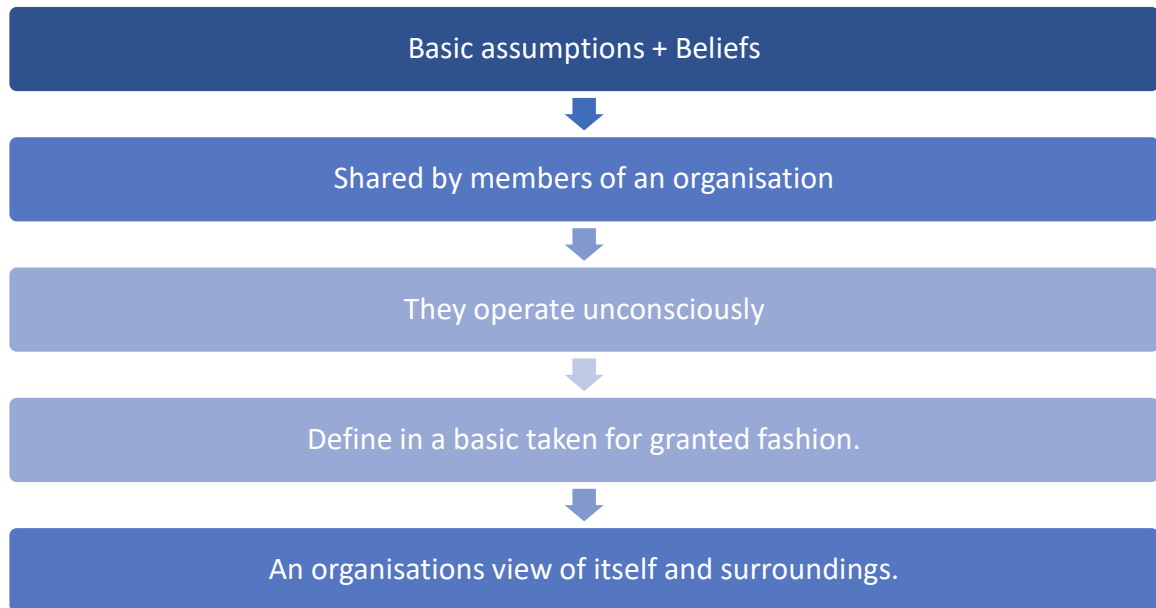 Basic assumptions + Beliefs
Shared by members of an organisation
They operate unconsciously
Define in a basic taken for granted fashion.
An organisations view of itself and surroundings.